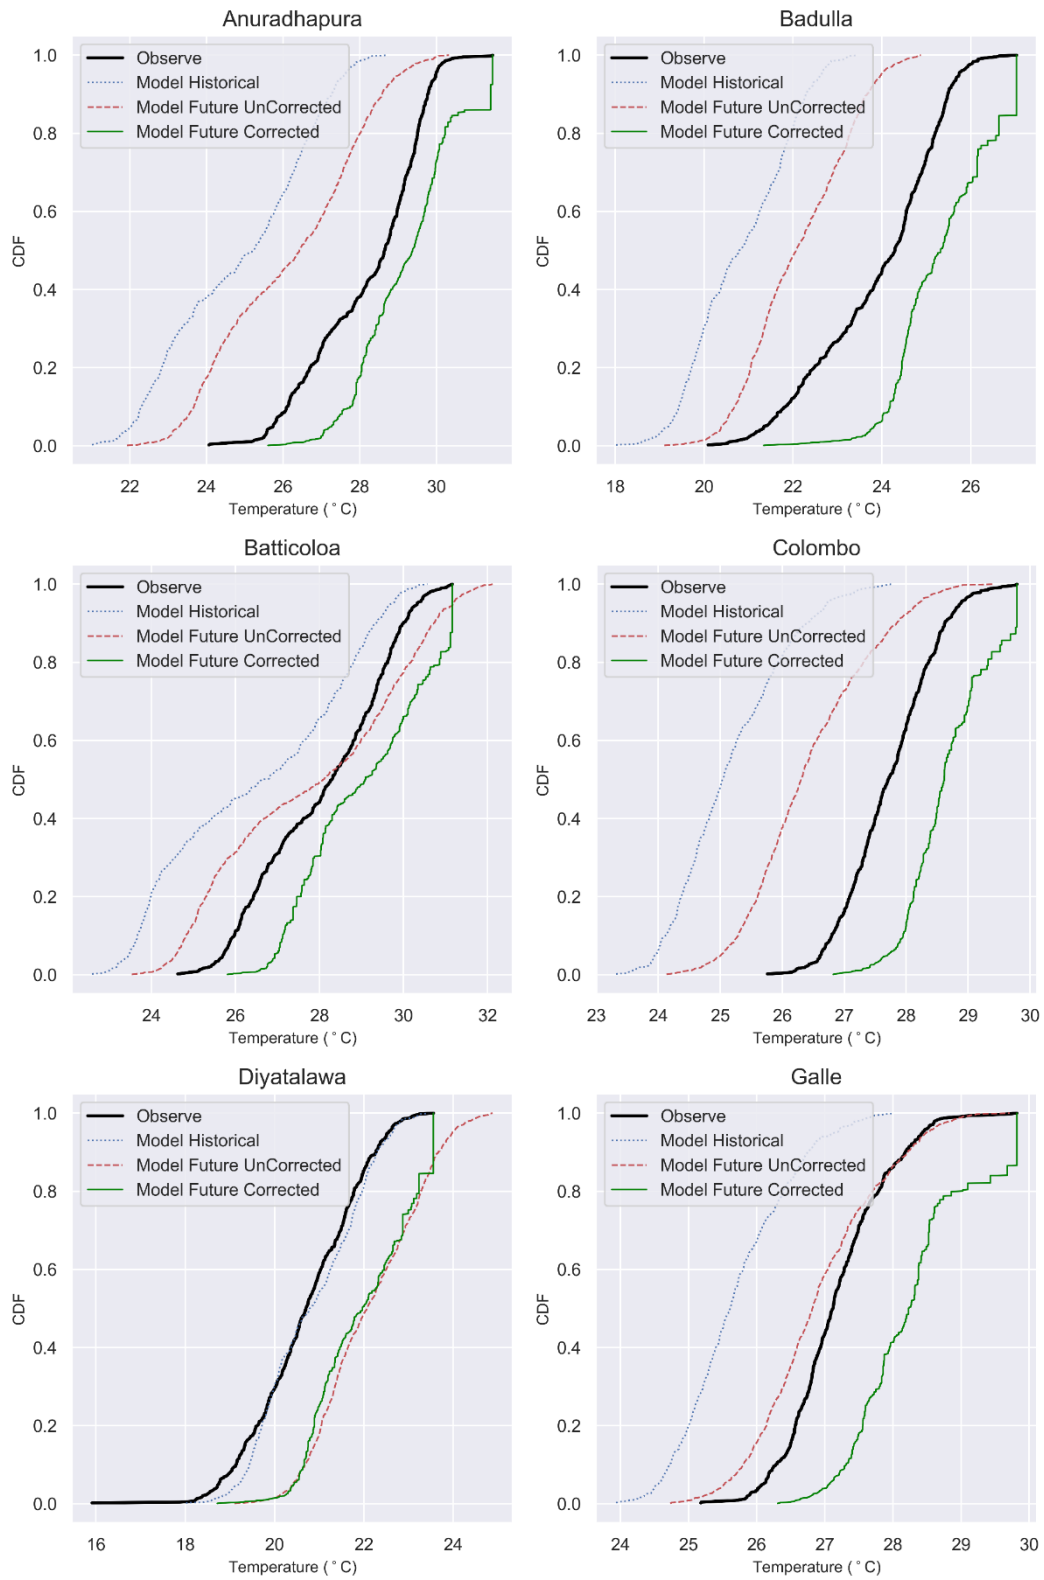 Anuradhapura
1.0
0.8
0.6
0.4
0.2
0.0
CDF
Observe
Model Historical
Model Future UnCorrected
Model Future Corrected
22 24 26 28 30
Temperature (°C)
Badulla
1.0
0.8
0.6
0.4
0.2
0.0
CDF
Observe
Model Historical
Model Future UnCorrected
Model Future Corrected
18 20 22 24 26
Temperature (°C)
Batticoloa
1.0
0.8
0.6
0.4
0.2
0.0
CDF
Observe
Model Historical
Model Future UnCorrected
Model Future Corrected
24 26 28 30 32
Temperature (°C)
Colombo
1.0
0.8
0.6
0.4
0.2
0.0
CDF
Observe
Model Historical
Model Future UnCorrected
Model Future Corrected
23 24 25 26 27 28 29 30
Temperature (°C)
Diyatalawa
1.0
0.8
0.6
0.4
0.2
0.0
CDF
Observe
Model Historical
Model Future UnCorrected
Model Future Corrected
16 18 20 22 24
Temperature (°C)
Galle
1.0
0.8
0.6
0.4
0.2
0.0
CDF
Observe
Model Historical
Model Future UnCorrected
Model Future Corrected
24 25 26 27 28 29 30
Temperature (°C)